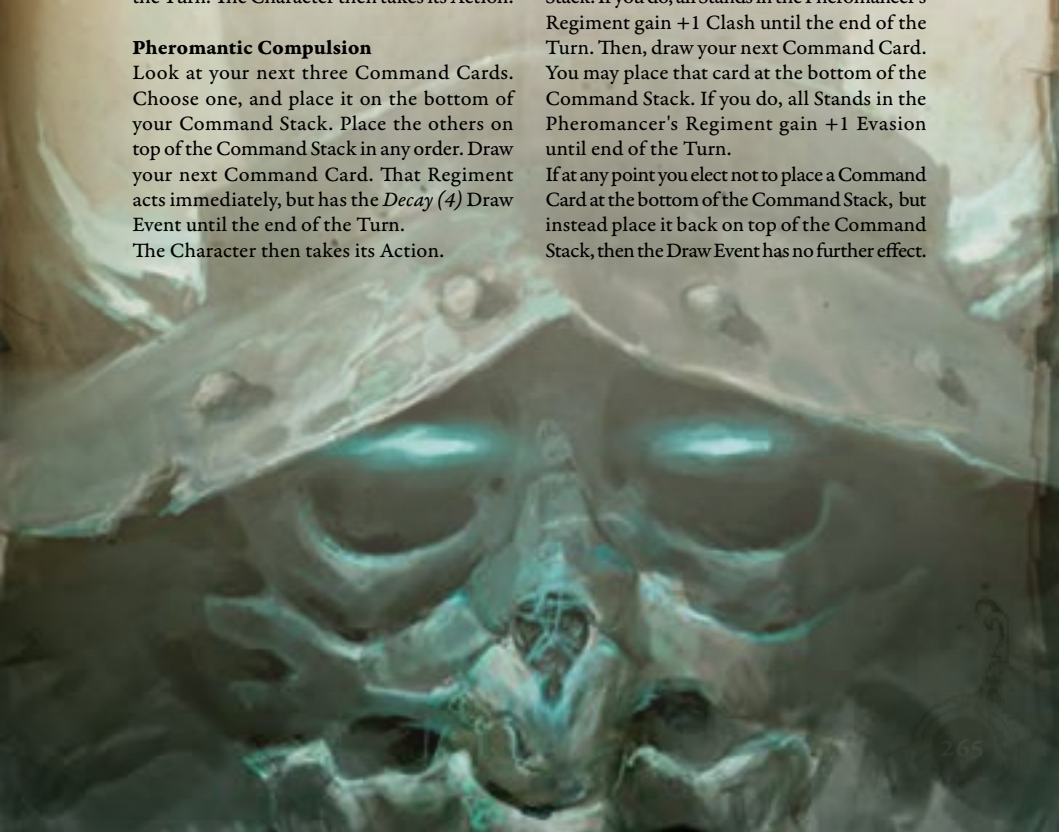 the Turn. The Character then takes its Action.
Pheromantic Compulsion
Look at your next three Command Cards.
Choose one, and place it on the bottom of
your Command Stack. Place the others on
top of the Command Stack in any order. Draw
your next Command Card. That Regiment
acts immediately, but has the Decay (4) Draw
Event until the end of the Turn.
The Character then takes its Action.
Stack. If you do, all Stands in the Pheromancer's
Regiment gain +1 Clash until the end of the
Turn. Then, draw your next Command Card.
You may place that card at the bottom of the
Command Stack. If you do, all Stands in the
Pheromancer's Regiment gain +1 Evasion
until end of the Turn.
If at any point you elect not to place a Command
Card at the bottom of the Command Stack, but
instead place it back on top of the Command
Stack, then the Draw Event has no further effect.
265